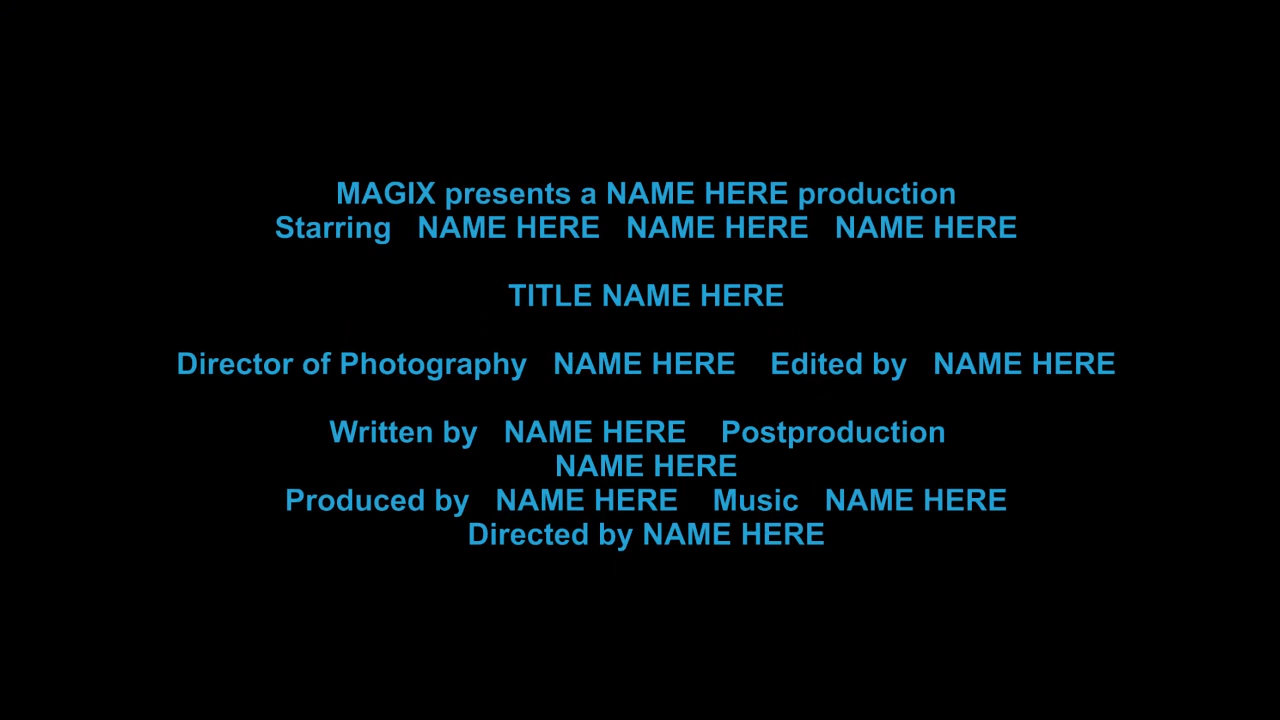 MAGIX presents a NAME HERE production
Starring NAME HERE NAME HERE NAME HERE
TITLE NAME HERE
Director of Photography NAME HERE Edited by NAME HERE
Written by NAME HERE Postproduction
NAME HERE
Produced by NAME HERE Music NAME HERE
Directed by NAME HERE